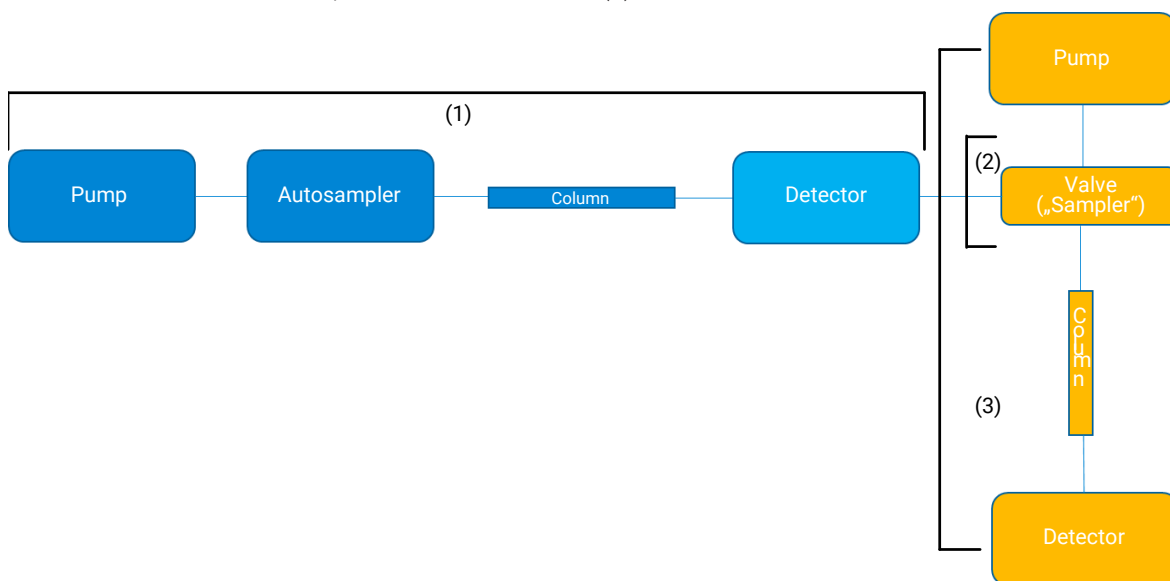 Pump
(1)
(2)
Pump
Autosampler
Column
Detector
Valve
(„Sampler“)
Column
(3)
Detector